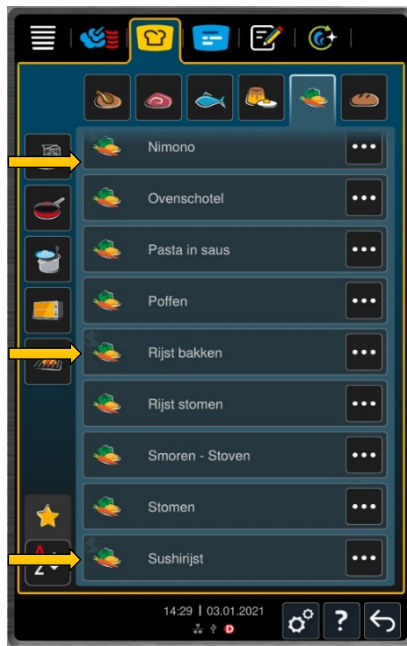 Nimono
Ovenschotel
Pasta in saus
Poffen
Rijst bakken
Rijst stomen
Smoren - Stoven
Stomen
A
Z
Sushirijst
14:29 | 03.01.2021
D
?